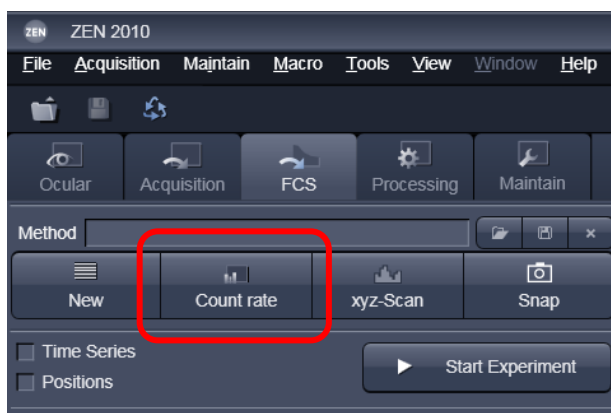 ZEN ZEN 2010
File Acquisition Maintain Macro Tools View Window Help
Ocular Acquisition FCS Processing Maintain
Method
New Count rate xyz-Scan Snap
Time Series
Start Experiment
Positions